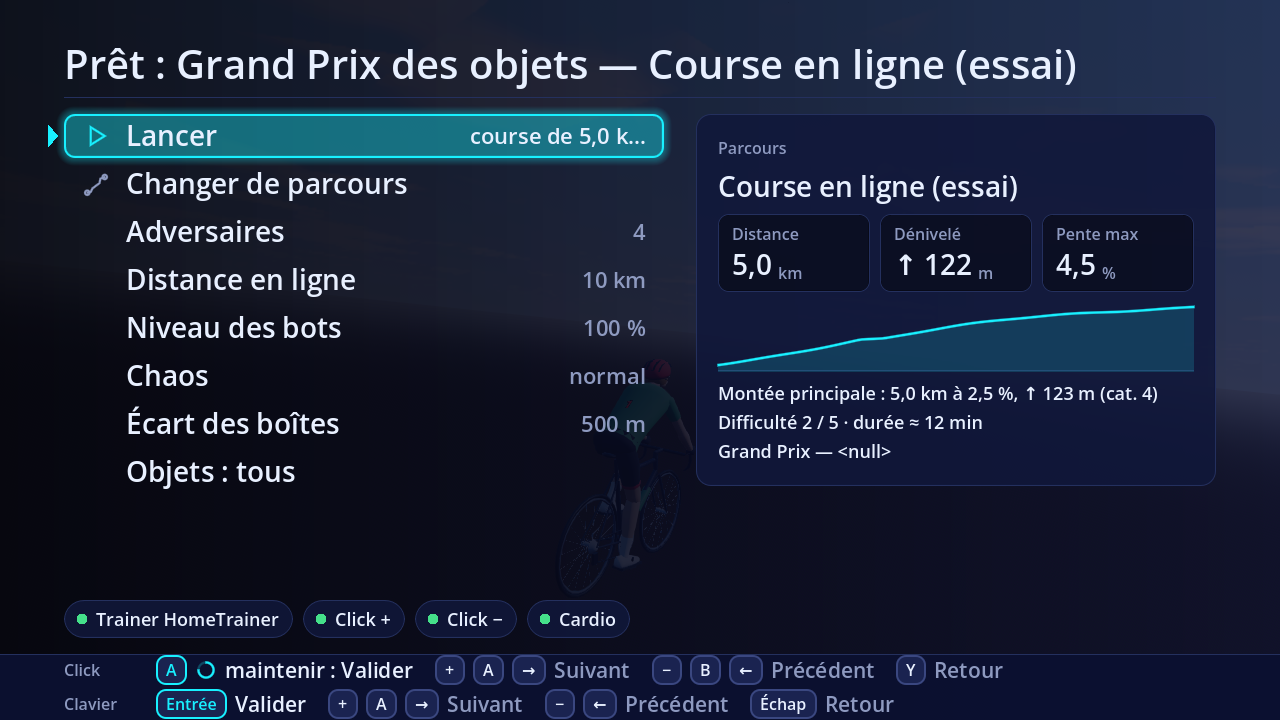 Prêt : Grand Prix des objets — Course en ligne (essai)
Lancer course de 5,0 k...
Changer de parcours
Adversaires 4
Distance en ligne 10 km
Niveau des bots 100 %
Chaos normal
Écart des boîtes 500 m
Objets : tous
Parcours
Course en ligne (essai)
Distance Dénivelé Pente max
5,0 km ↑ 122 m 4,5 %
Montée principale : 5,0 km à 2,5 %, ↑ 123 m (cat. 4)
Difficulté 2 / 5 · durée ≈ 12 min
Grand Prix — <null>
Trainer HomeTrainer Click + Click − Cardio
Click A maintenir : Valider + A → Suivant − B ← Précédent Y Retour
Clavier Entrée Valider + A → Suivant − ← Précédent Échap Retour